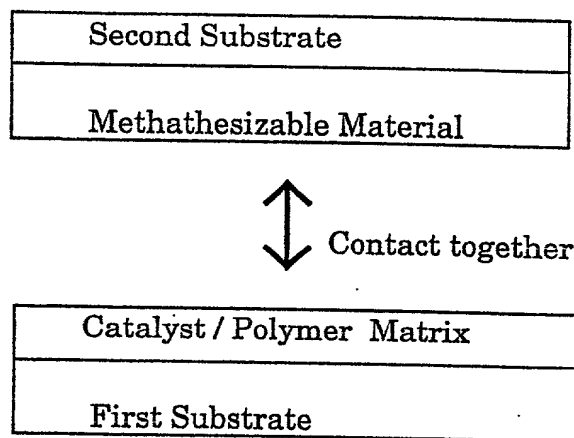 Second Substrate
Methathesizable Material
Contact together
Catalyst / Polymer Matrix
First Substrate